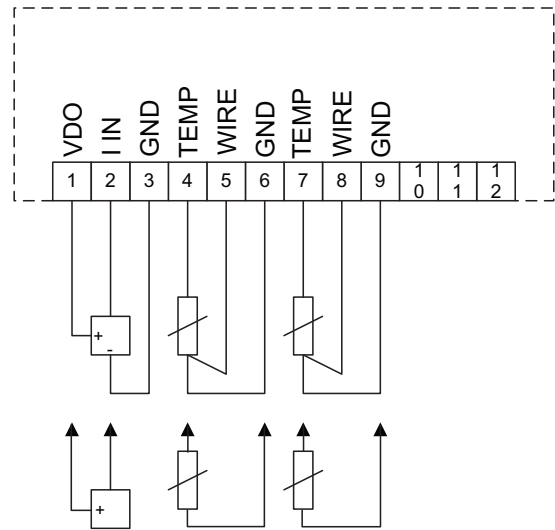 VDO
I IN
GND
TEMP
WIRE
GND
TEMP
WIRE
GND
1 2 3 4 5 6 7 8 9 10 11 12
+
-
+